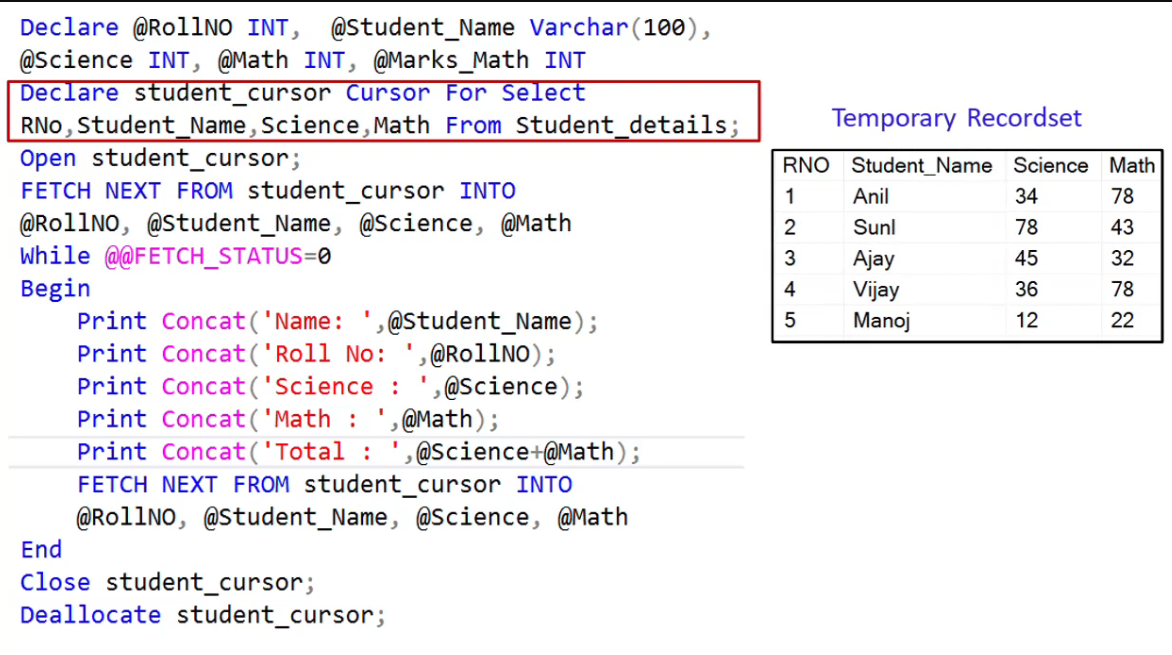 Declare @RollNO INT,  @Student_Name Varchar(100),
@Science INT, @Math INT, @Marks_Math INT
Declare student_cursor Cursor For Select
RNo,Student_Name,Science,Math From Student_details;
Open student_cursor;
FETCH NEXT FROM student_cursor INTO
@RollNO, @Student_Name, @Science, @Math
While @@FETCH_STATUS=0
Begin
    Print Concat('Name: ',@Student_Name);
    Print Concat('Roll No: ',@RollNO);
    Print Concat('Science : ',@Science);
    Print Concat('Math : ',@Math);
    Print Concat('Total : ',@Science+@Math);
    FETCH NEXT FROM student_cursor INTO
    @RollNO, @Student_Name, @Science, @Math
End
Close student_cursor;
Deallocate student_cursor;
Temporary Recordset
RNO Student_Name Science Math
1 Anil 34 78
2 Sunl 78 43
3 Ajay 45 32
4 Vijay 36 78
5 Manoj 12 22